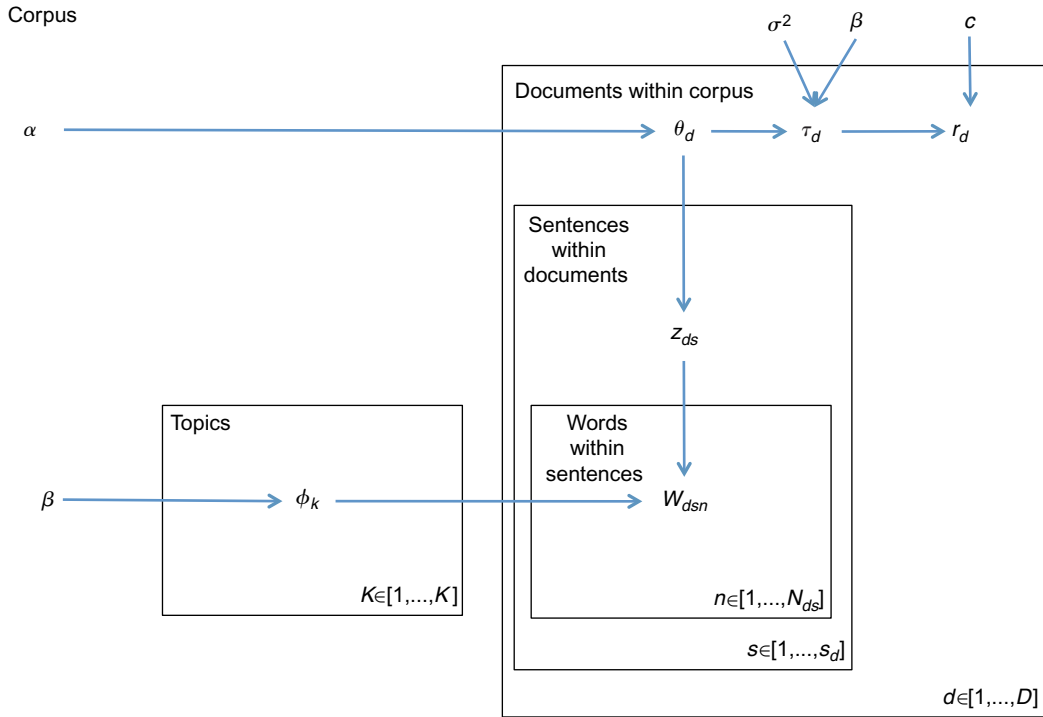 Corpus
σ² β c
Documents within corpus
α θ_d τ_d r_d
Sentences
within
documents
z_ds
Topics
Words
within
sentences
β ϕ_k W_dsn
K∈[1,...,K]
n∈[1,...,N_ds]
s∈[1,...,s_d]
d∈[1,...,D]